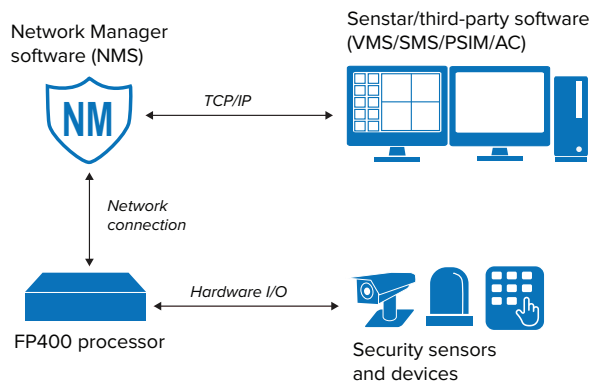 Network Manager
software (NMS)
Senstar/third-party software
(VMS/SMS/PSIM/AC)
NM
TCP/IP
Network
connection
Hardware I/O
FP400 processor
Security sensors
and devices